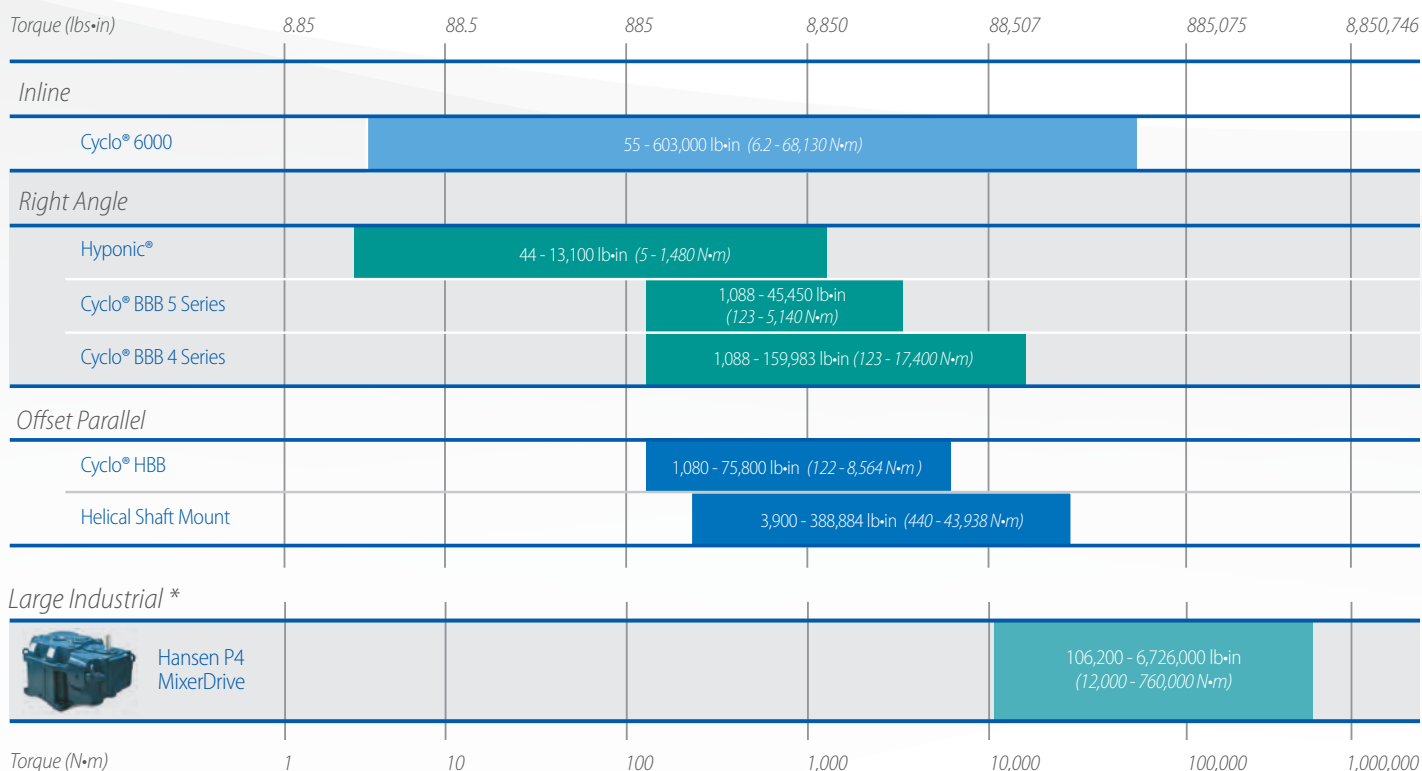 Torque (lbs•in) 8.85 88.5 885 8,850 88,507 885,075 8,850,746
Inline
Cyclo® 6000 55 - 603,000 lb•in (6.2 - 68,130 N•m)
Right Angle
Hyponic® 44 - 13,100 lb•in (5 - 1,480 N•m)
Cyclo® BBB 5 Series 1,088 - 45,450 lb•in
(123 - 5,140 N•m)
Cyclo® BBB 4 Series 1,088 - 159,983 lb•in (123 - 17,400 N•m)
Offset Parallel
Cyclo® HBB 1,080 - 75,800 lb•in (122 - 8,564 N•m )
Helical Shaft Mount 3,900 - 388,884 lb•in (440 - 43,938 N•m)
Large Industrial *
Hansen P4 106,200 - 6,726,000 lb•in
MixerDrive (12,000 - 760,000 N•m)
Torque (N•m) 1 10 100 1,000 10,000 100,000 1,000,000